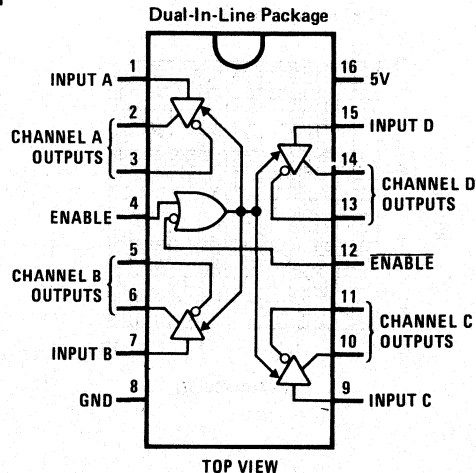 Dual-In-Line Package
1
INPUT A
2
CHANNEL A
OUTPUTS
3
4
ENABLE
5
CHANNEL B
OUTPUTS
6
7
INPUT B
8
GND
16
5V
15
INPUT D
14
CHANNEL D
OUTPUTS
13
12
ENABLE
11
CHANNEL C
OUTPUTS
10
9
INPUT C
TOP VIEW